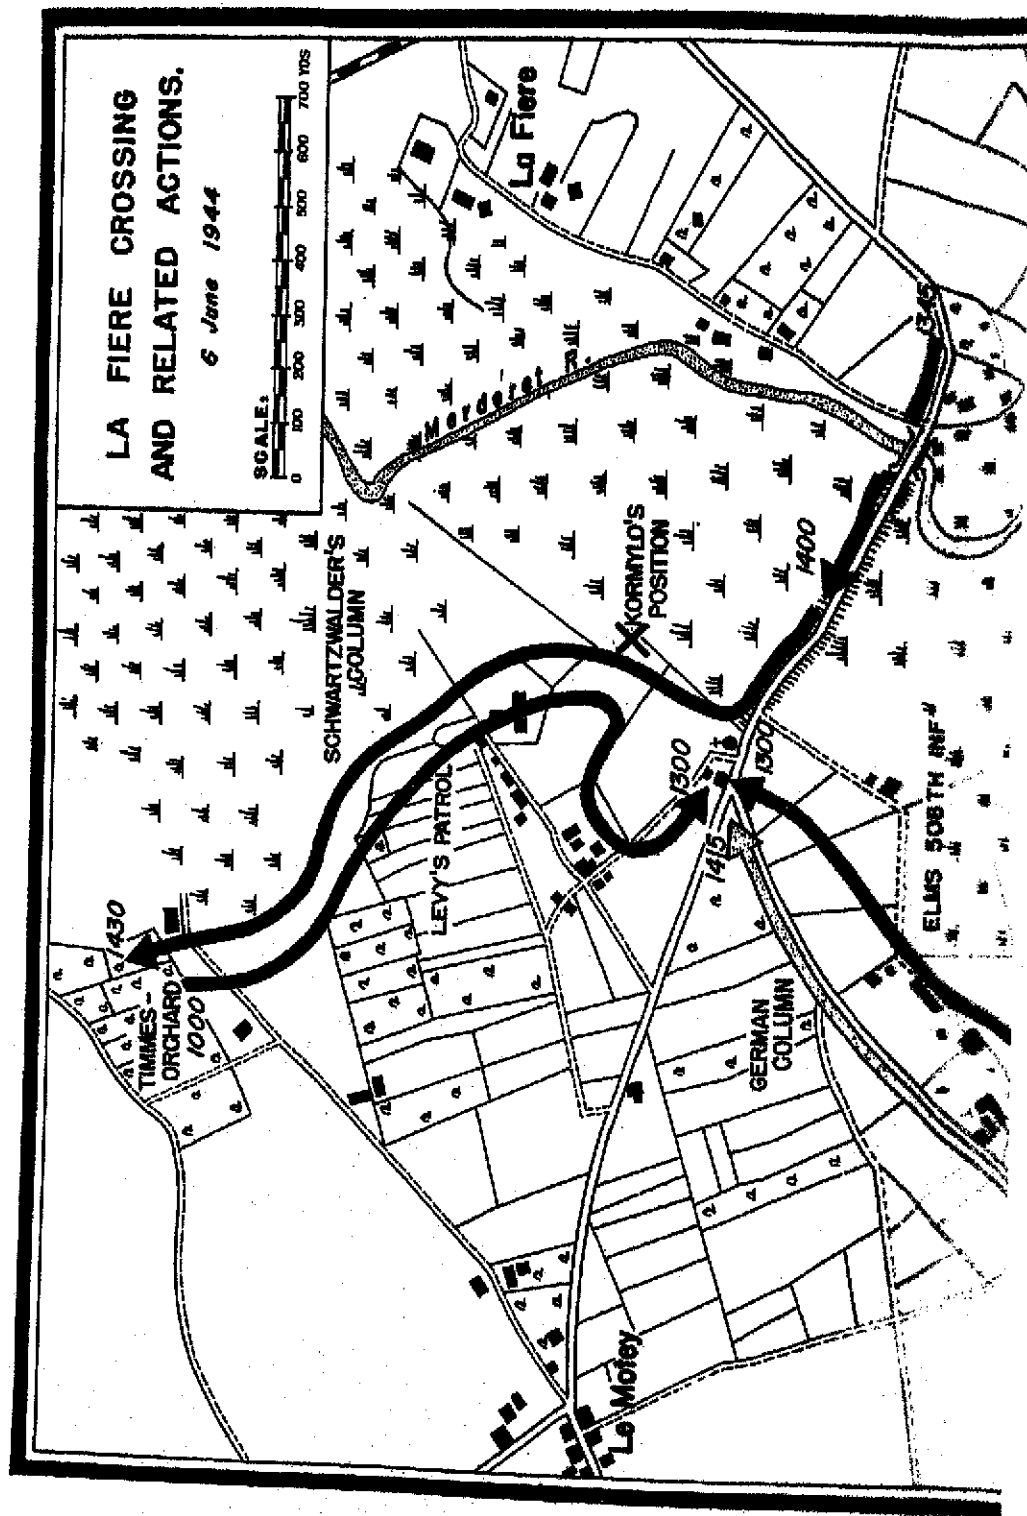 LA FIERE CROSSING
AND RELATED ACTIONS.
6 June 1944
SCALE:
0 100 200 300 400 500 600 700 YDS
La Fiere
Merderet R.
SCHWARTZWALDER'S
COLUMN
KORMYLO'S
POSITION
1345
1400
1300
1300
1415
LEVY'S PATROL
1430
TIMMES-
ORCHARD
1000
ELMS 508TH INF
GERMAN
COLUMN
Le Motey